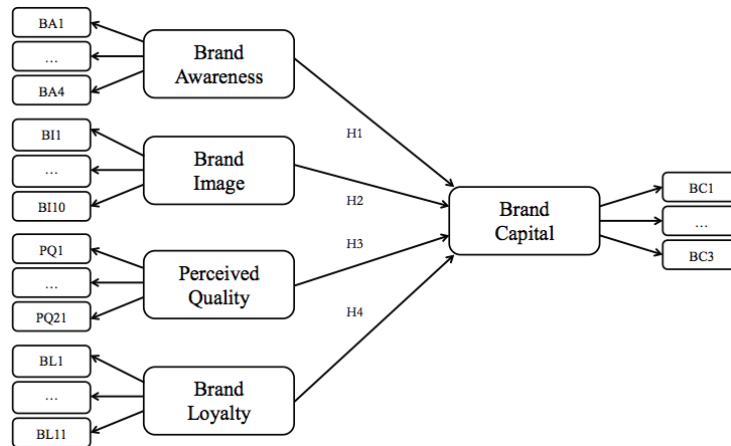 BA1
…
BA4
Brand
Awareness
BI1
…
BI10
Brand
Image
PQ1
…
PQ21
Perceived
Quality
BL1
…
BL11
Brand
Loyalty
H1
H2
H3
H4
Brand
Capital
BC1
…
BC3